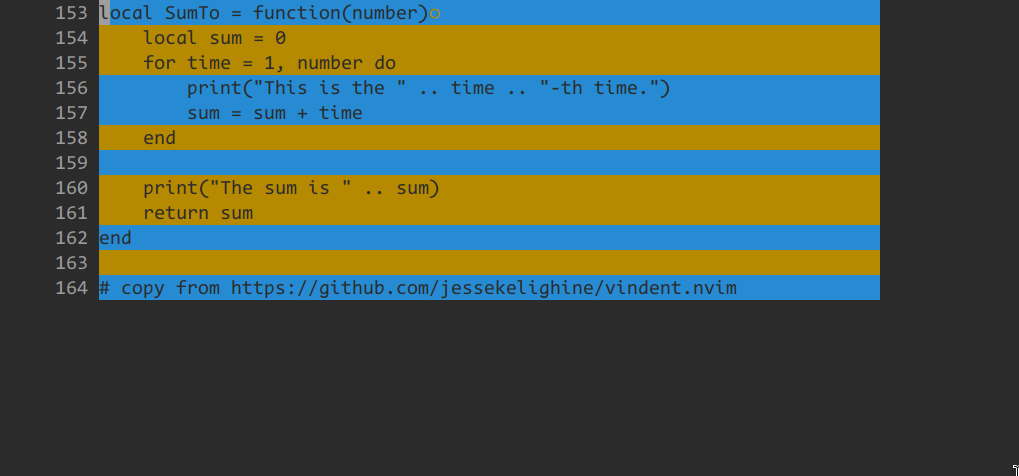 153 local SumTo = function(number)
154     local sum = 0
155     for time = 1, number do
156         print("This is the " .. time .. "-th time.")
157         sum = sum + time
158     end
159
160     print("The sum is " .. sum)
161     return sum
162 end
163
164 # copy from https://github.com/jessekelighine/vindent.nvim